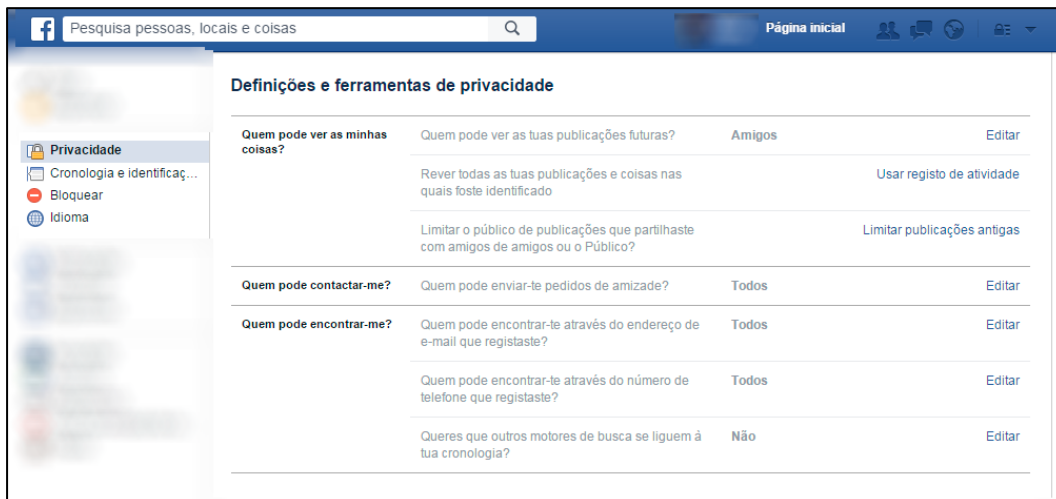 f
Pesquisa pessoas, locais e coisas
Página inicial
Privacidade
Cronologia e identificaç...
Bloquear
Idioma
Definições e ferramentas de privacidade
Quem pode ver as minhas
coisas?
Quem pode ver as tuas publicações futuras?
Amigos
Editar
Rever todas as tuas publicações e coisas nas
quais foste identificado
Usar registo de atividade
Limitar o público de publicações que partilhaste
com amigos de amigos ou o Público?
Limitar publicações antigas
Quem pode contactar-me?
Quem pode enviar-te pedidos de amizade?
Todos
Editar
Quem pode encontrar-me?
Quem pode encontrar-te através do endereço de
e-mail que registaste?
Todos
Editar
Quem pode encontrar-te através do número de
telefone que registaste?
Todos
Editar
Queres que outros motores de busca se liguem à
tua cronologia?
Não
Editar